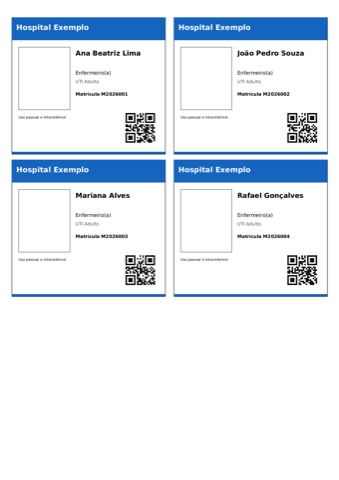 Hospital Exemplo
Ana Beatriz Lima
Enfermeiro(a)
UTI Adulto
Matrícula M2026001
Uso pessoal e intransferível
Hospital Exemplo
João Pedro Souza
Enfermeiro(a)
UTI Adulto
Matrícula M2026002
Uso pessoal e intransferível
Hospital Exemplo
Mariana Alves
Enfermeiro(a)
UTI Adulto
Matrícula M2026003
Uso pessoal e intransferível
Hospital Exemplo
Rafael Gonçalves
Enfermeiro(a)
UTI Adulto
Matrícula M2026004
Uso pessoal e intransferível